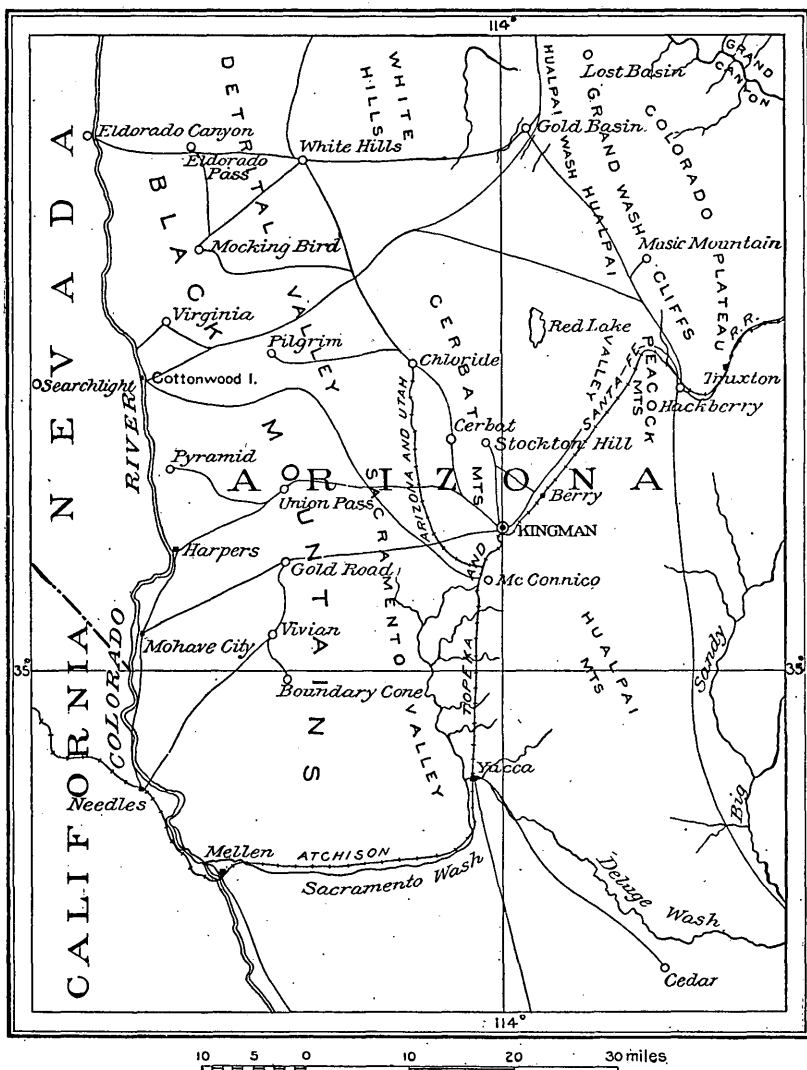 114°
GRAND
CANYON
Lost Basin
WHITE
HILLS
DETRITAL
VALLEY
HUALPAI
WASH
GRAND WASH
CLIFFS
COLORADO
PLATEAU
Eldorado Canyon
Eldorado
Pass
White Hills
Gold Basin
NEVADA
BLACK
MOUNTAINS
Mocking Bird
HUALPAI
VALLEY
Music Mountain
Virginia
CERBAT
MTS
Red Lake
Pilgrim
Chloride
PEACOCK
MTS
R.R.
Truxton
Searchlight
Cottonwood I.
Hackberry
SANTA-FE
RIVER
Cerbat
Stockton Hill
ARIZONA AND UTAH
Pyramid
ARIZONA
Union Pass
Berry
SACRAMENTO
VALLEY
KINGMAN
Harpers
Gold Road
AND
Mc Connico
Mohave City
Vivian
HUALPAI
MTS
35°
35°
Boundary Cone
TOPEKA
Sandy
COLORADO
CALIFORNIA
Needles
Yacca
Big
Mellen
ATCHISON
Sacramento Wash
Deluge Wash
Cedar
114°
10 5 0 10 20 30 miles